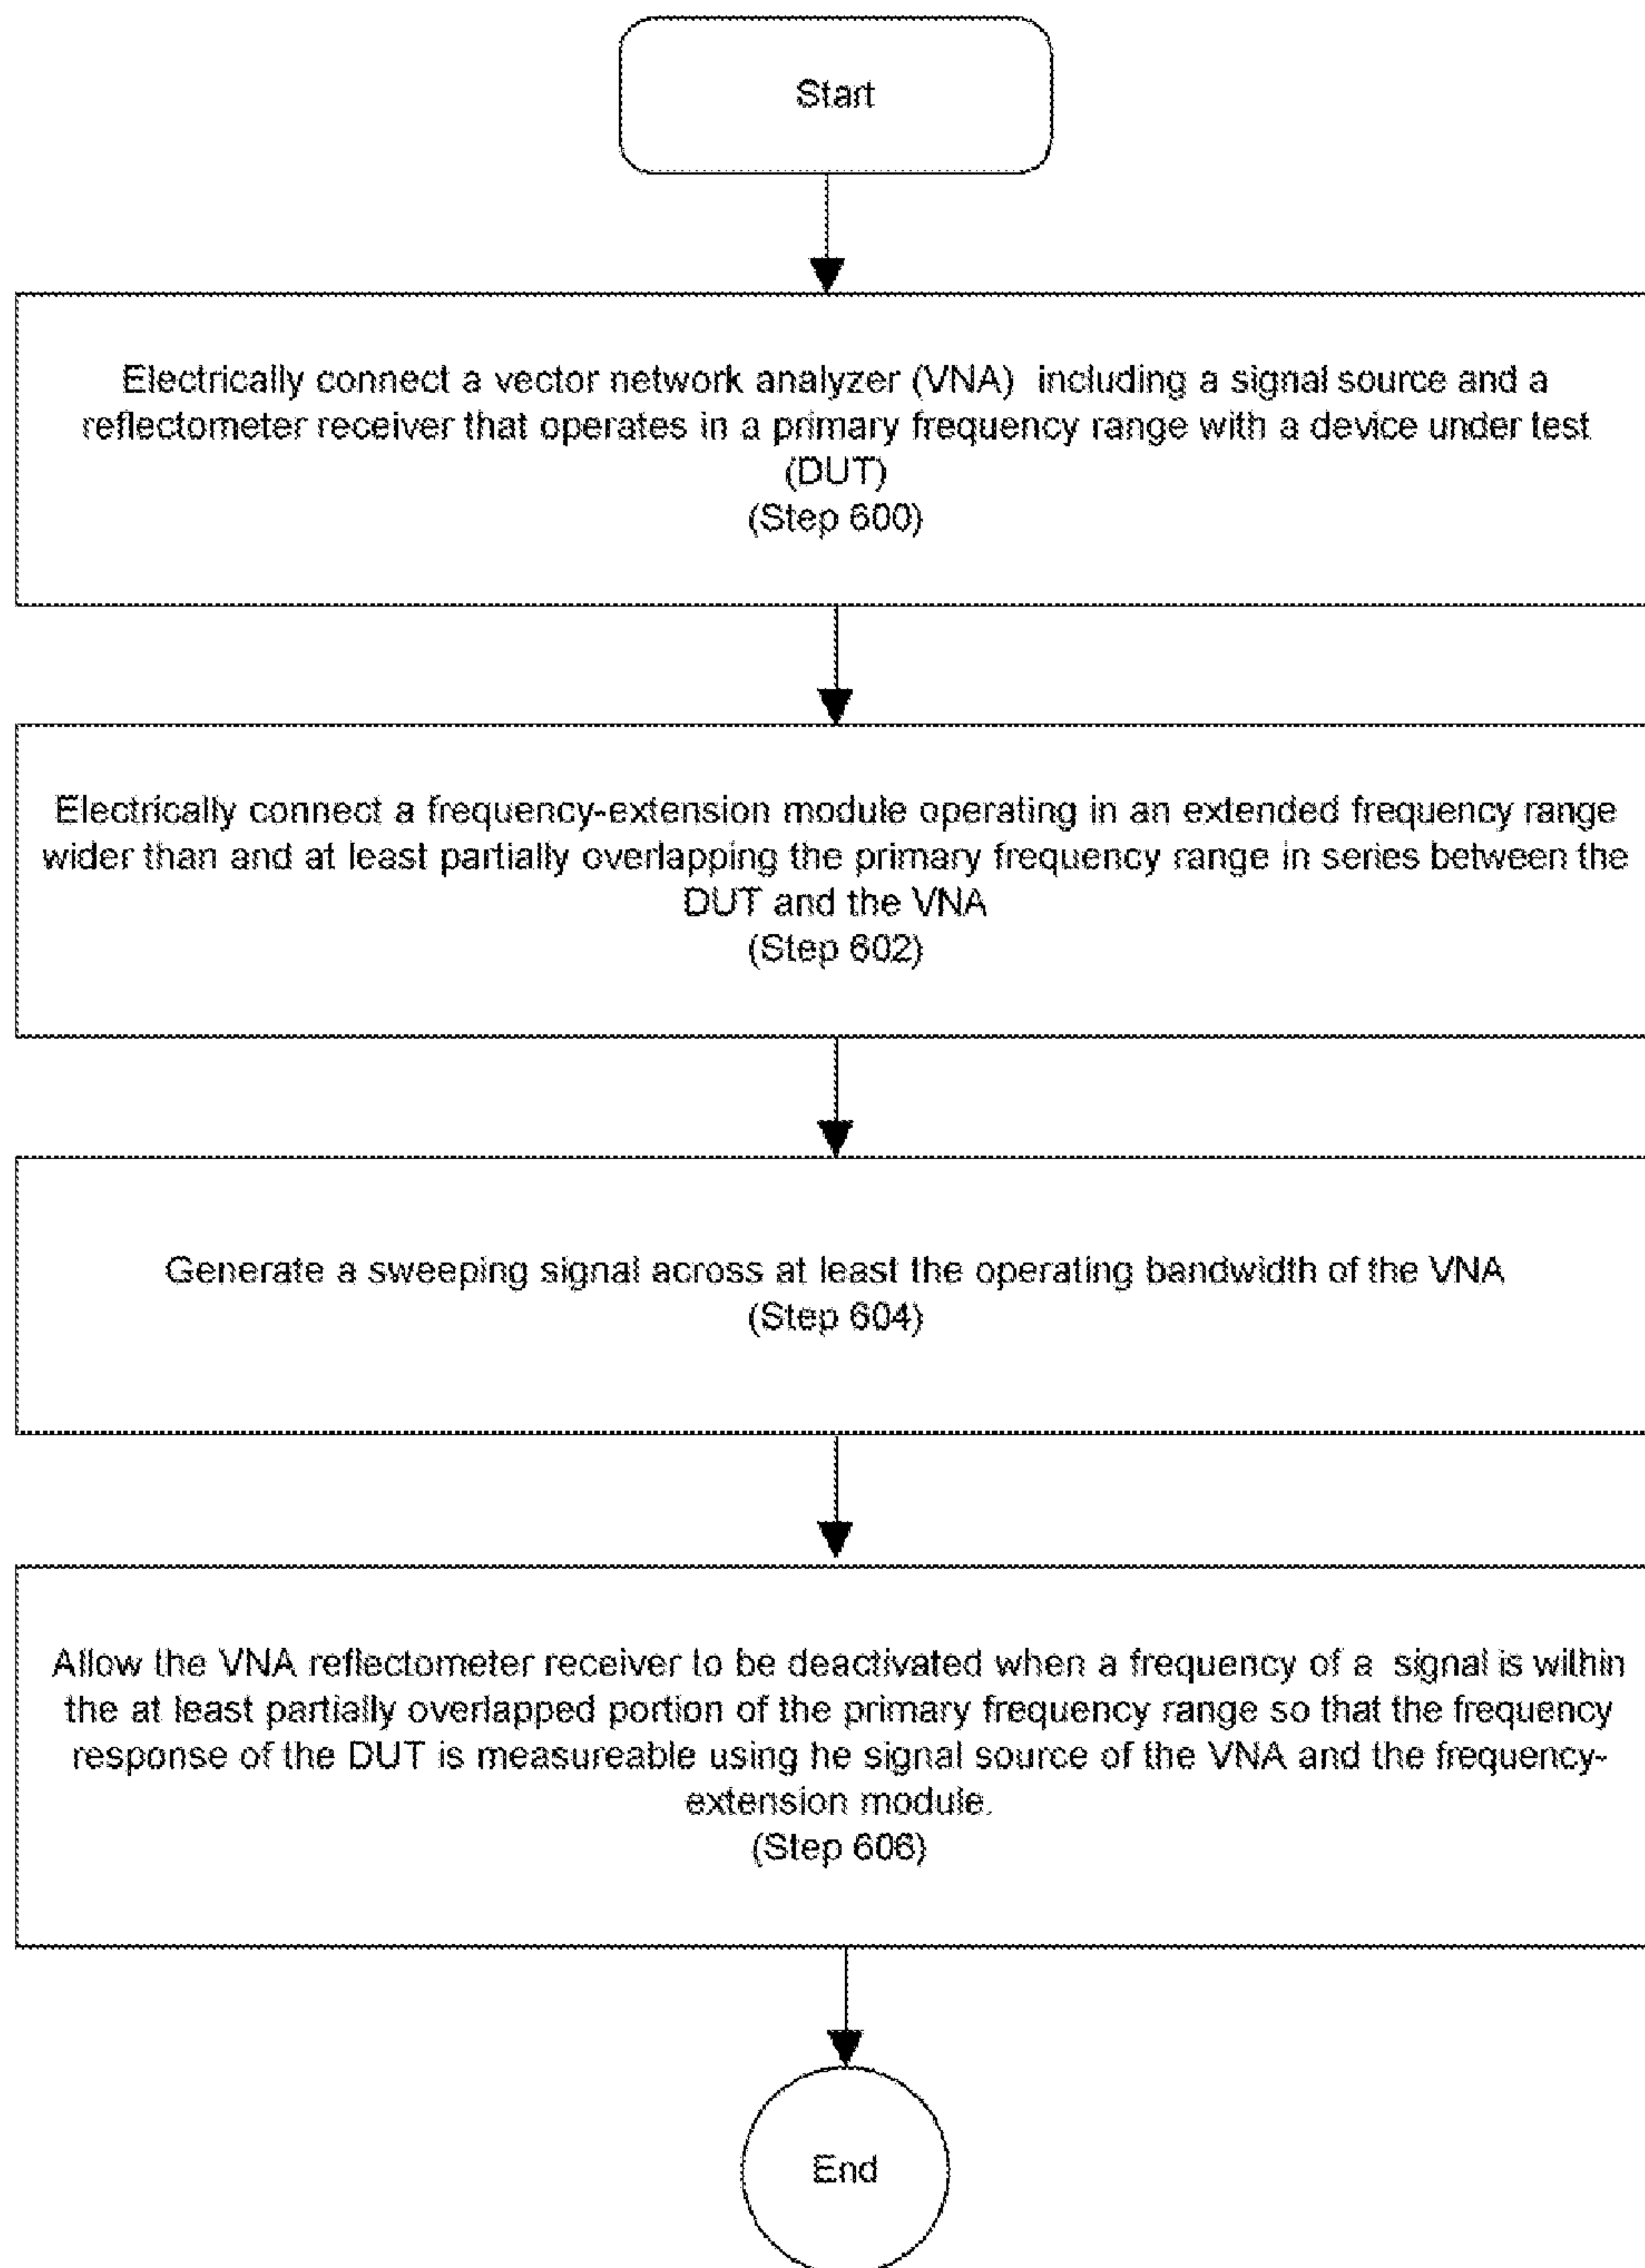 Start
Electrically connect a vector network analyzer (VNA) including a signal source and a
reflectometer receiver that operates in a primary frequency range with a device under test
(DUT)
(Step 600)
Electrically connect a frequency-extension module operating in an extended frequency range
wider than and at least partially overlapping the primary frequency range in series between the
DUT and the VNA
(Step 602)
Generate a sweeping signal across at least the operating bandwidth of the VNA
(Step 604)
Allow the VNA reflectometer receiver to be deactivated when a frequency of a signal is within
the at least partially overlapped portion of the primary frequency range so that the frequency
response of the DUT is measureable using he signal source of the VNA and the frequency-
extension module.
(Step 606)
End